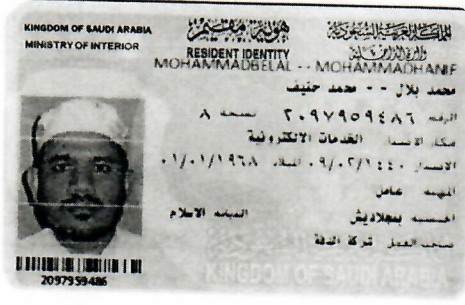 KINGDOM OF SAUDI ARABIA
MINISTRY OF INTERIOR
المملكة العربية السعودية
وزارة الداخلية
هوية مقيم
RESIDENT IDENTITY
MOHAMMADBELAL -- MOHAMMADHANIF
محمد بلال -- محمد حنيف
الرقم ٢٠٩٧٩٥٩٤٨٦ نسخة ٨
مكان الاصدار الخدمات الالكترونية
الاصدار ٠٩/٠٢/١٤٤٠ الميلاد ٠١/٠١/١٩٦٨
المهنة عامل
الجنسية بنجلاديش الديانة الاسلام
صاحب العمل شركة الدقة
KINGDOM OF SAUDI ARABIA
2097959486